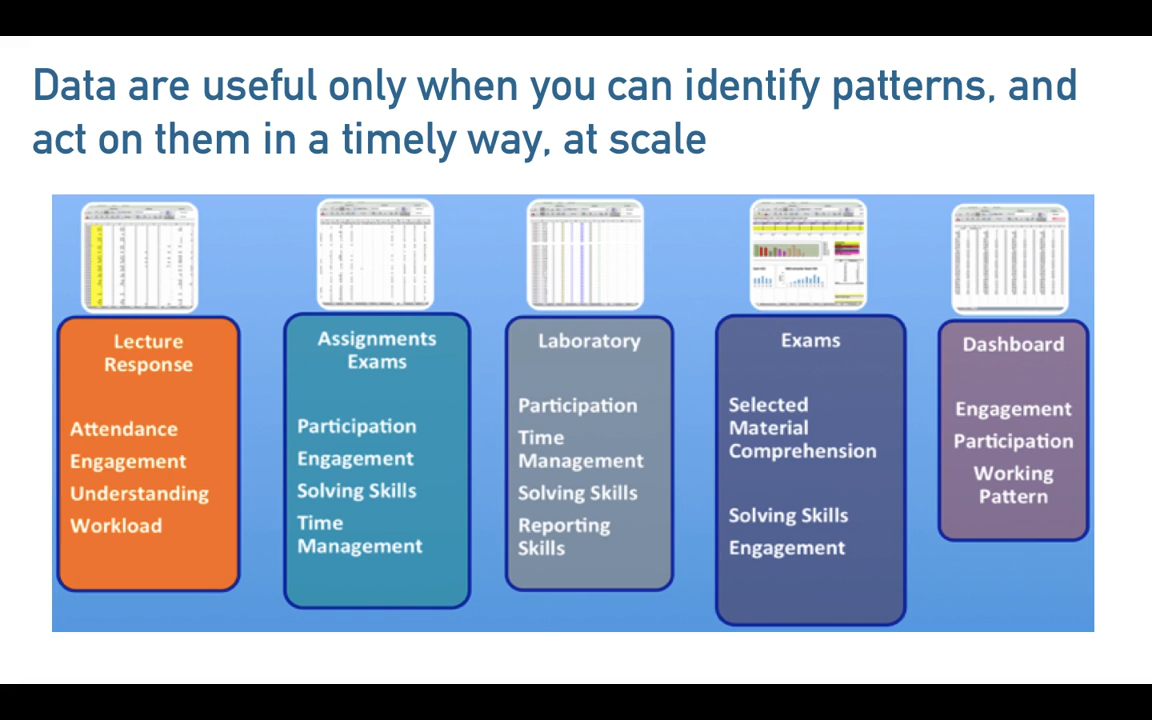 Data are useful only when you can identify patterns, and
act on them in a timely way, at scale
Lecture
Response
Attendance
Engagement
Understanding
Workload
Assignments
Exams
Participation
Engagement
Solving Skills
Time
Management
Laboratory
Participation
Time
Management
Solving Skills
Reporting
Skills
Exams
Selected
Material
Comprehension
Solving Skills
Engagement
Dashboard
Engagement
Participation
Working
Pattern